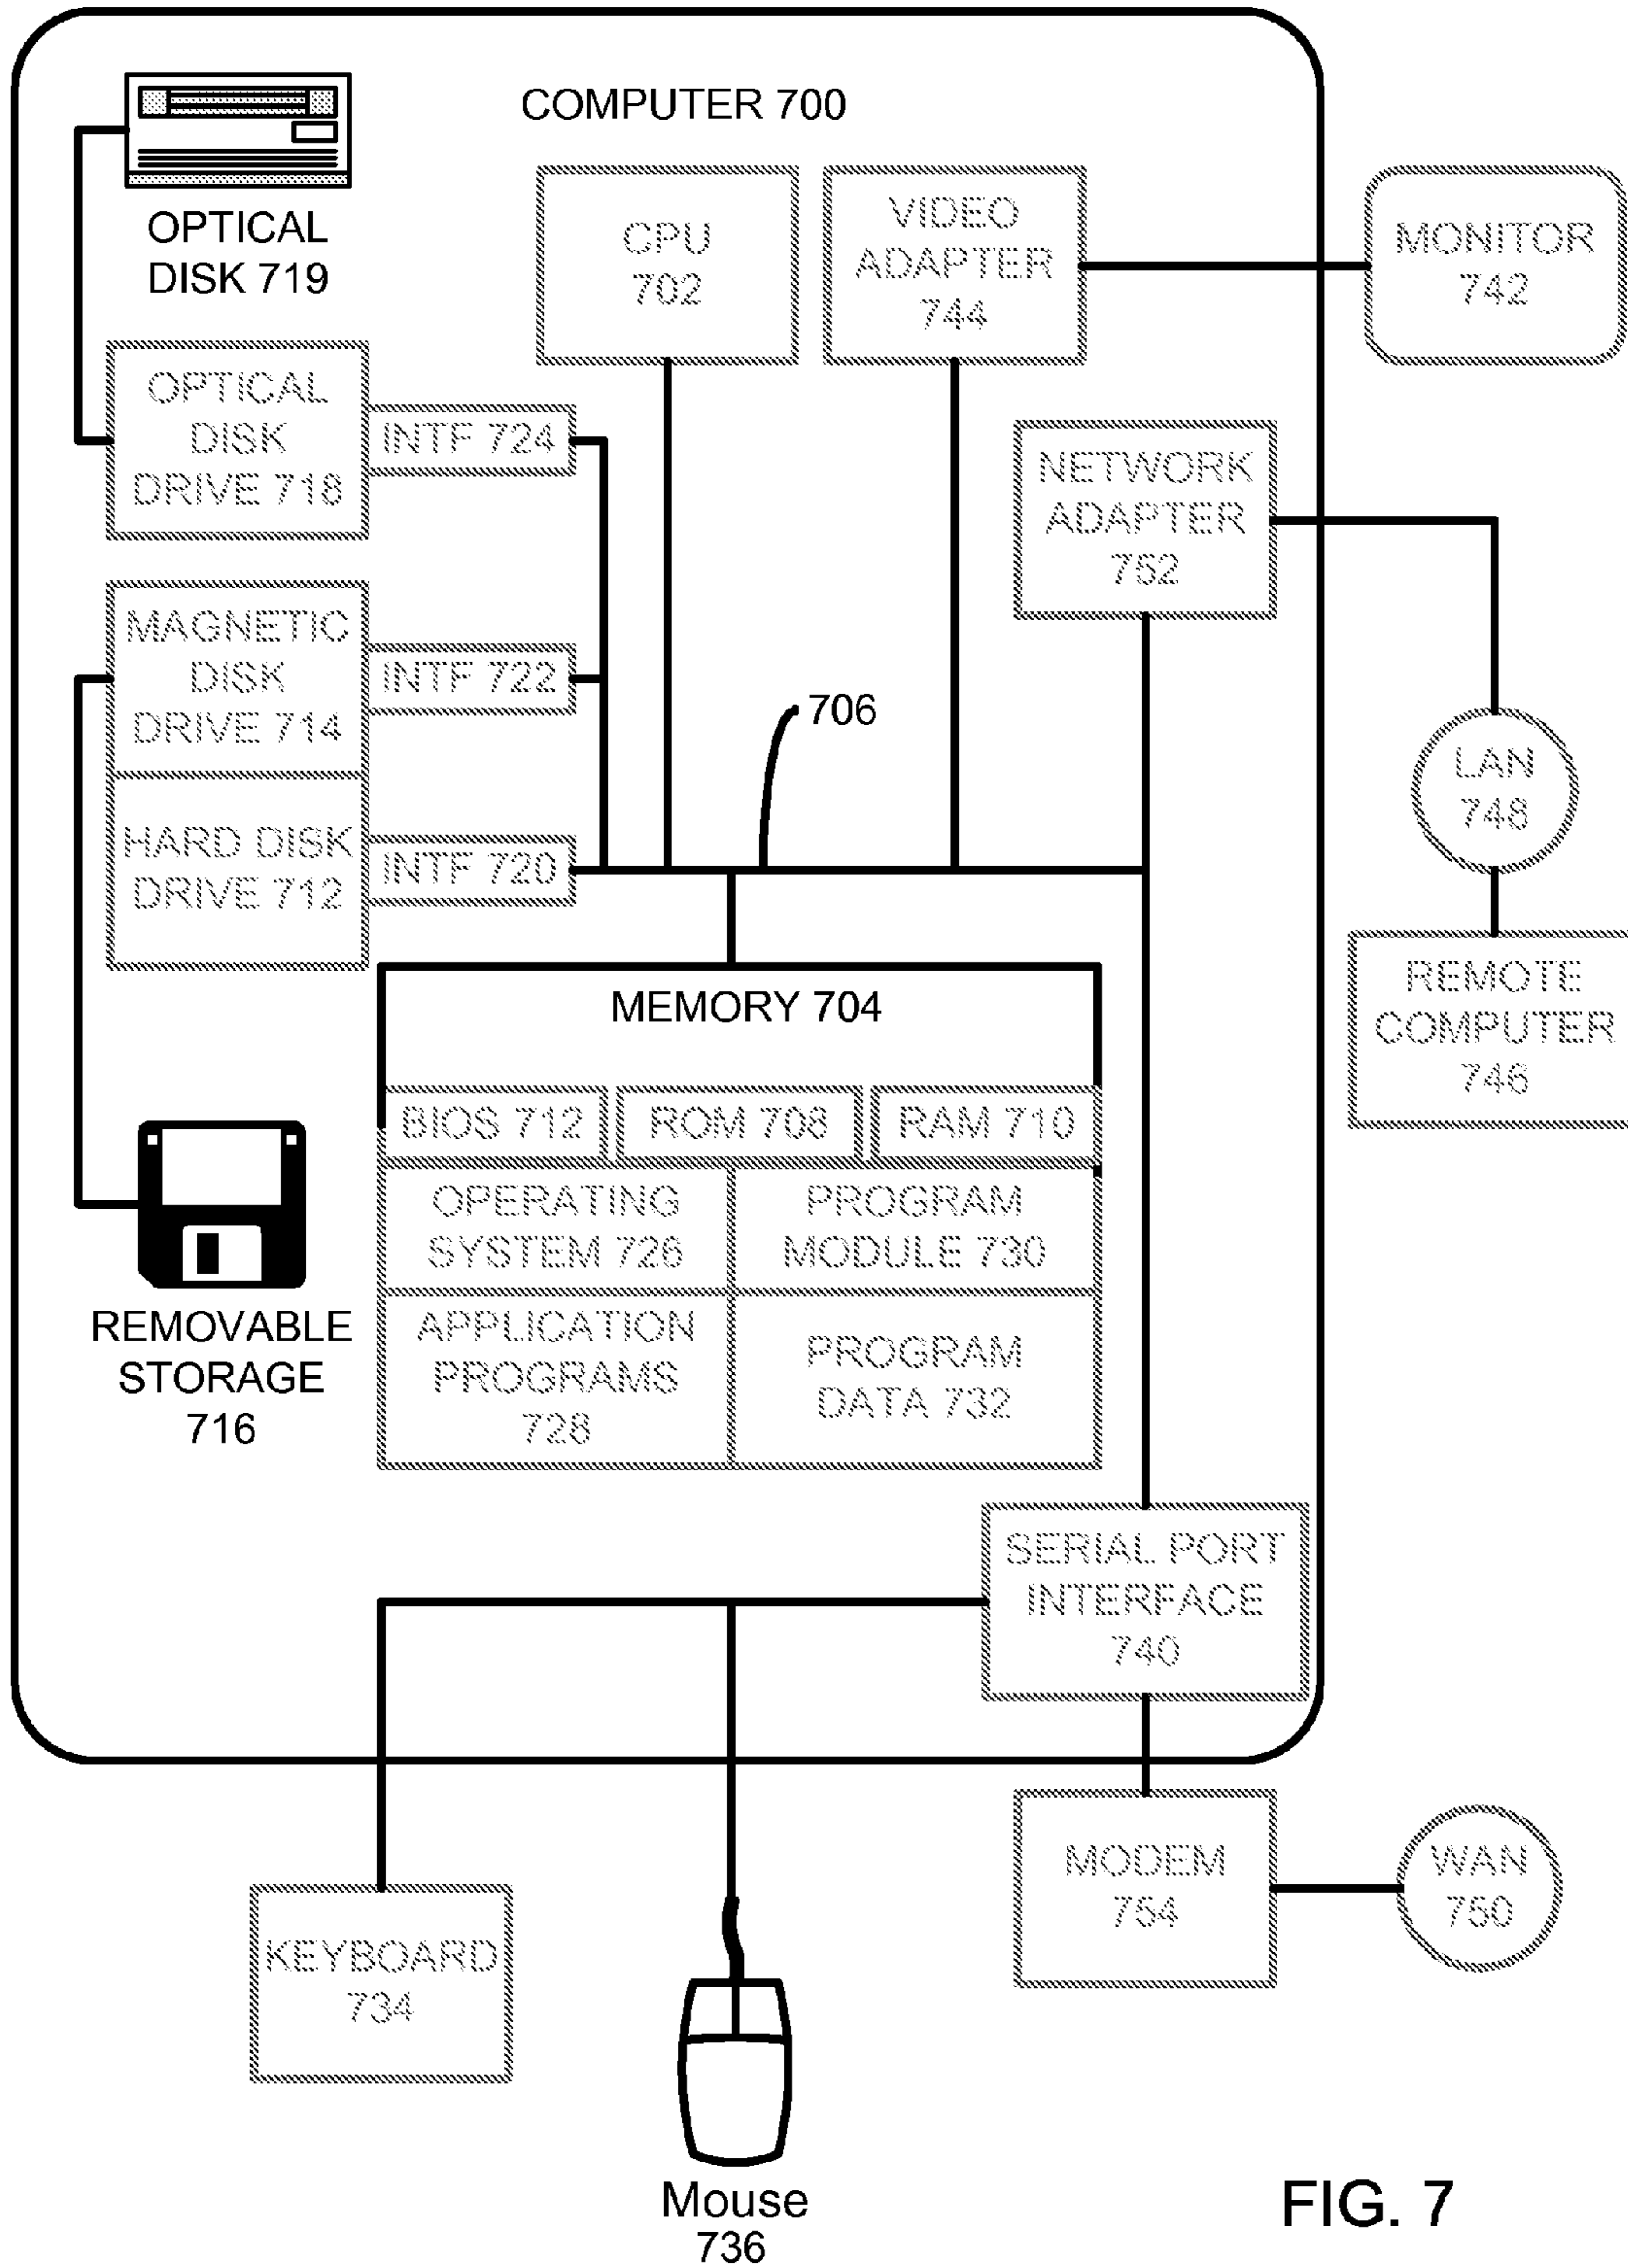 COMPUTER 700
OPTICAL
DISK 719
CPU
702
VIDEO
ADAPTER
744
MONITOR
742
OPTICAL
DISK
DRIVE 718
INTF 724
NETWORK
ADAPTER
752
MAGNETIC
DISK
DRIVE 714
INTF 722
706
LAN
748
HARD DISK
DRIVE 712
INTF 720
REMOTE
COMPUTER
746
MEMORY 704
BIOS 712
ROM 708
RAM 710
OPERATING
SYSTEM 726
PROGRAM
MODULE 730
APPLICATION
PROGRAMS
728
PROGRAM
DATA 732
REMOVABLE
STORAGE
716
SERIAL PORT
INTERFACE
740
MODEM
754
WAN
750
KEYBOARD
734
Mouse
736
FIG. 7